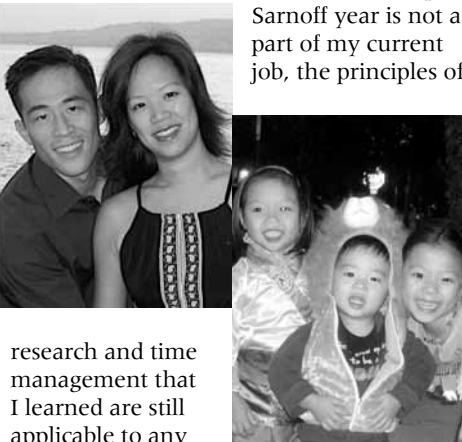 Sarnoff year is not a
part of my current
job, the principles of
research and time
management that
I learned are still
applicable to any